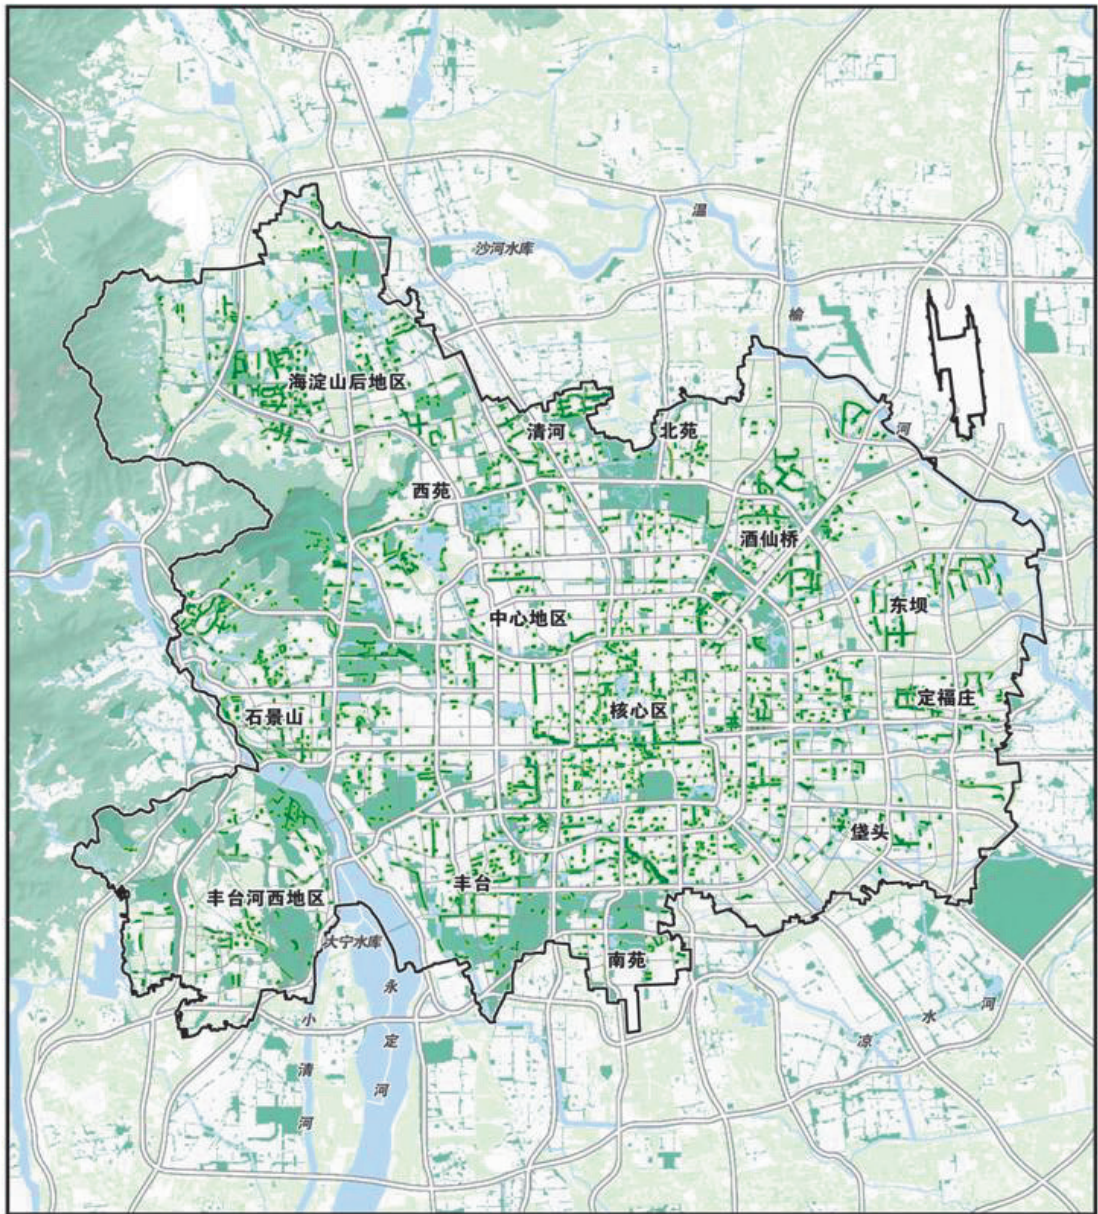 温
沙河水库
榆
海淀山后地区
清河
北苑
河
西苑
酒仙桥
东坝
中心地区
定福庄
核心区
石景山
垡头
丰台
丰台河西地区
大宁水库
南苑
永
定
河
小
清
河
凉
水
河